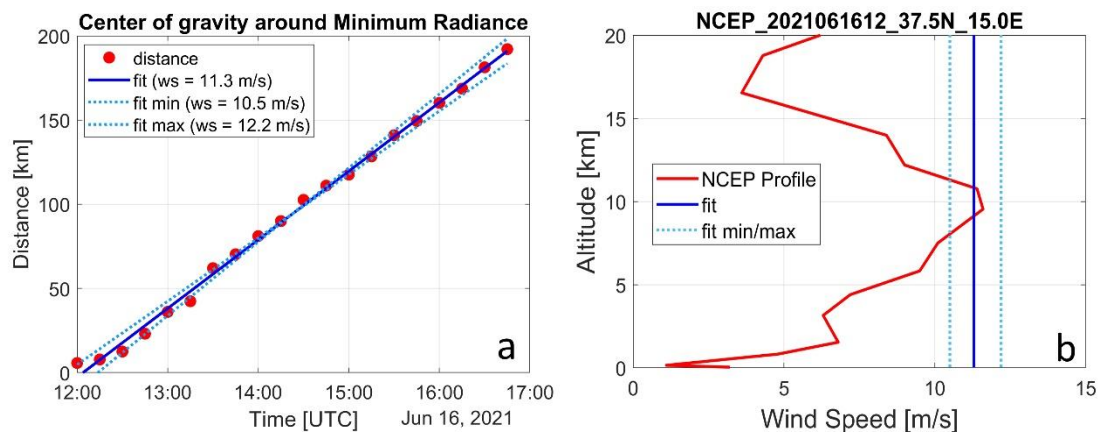 Center of gravity around Minimum Radiance
200
150
100
50
0
Distance [km]
distance
fit (ws = 11.3 m/s)
fit min (ws = 10.5 m/s)
fit max (ws = 12.2 m/s)
a
12:00 13:00 14:00 15:00 16:00 17:00
Time [UTC]
Jun 16, 2021
NCEP_2021061612_37.5N_15.0E
20
15
10
5
0
Altitude [km]
NCEP Profile
fit
fit min/max
b
0 5 10 15
Wind Speed [m/s]